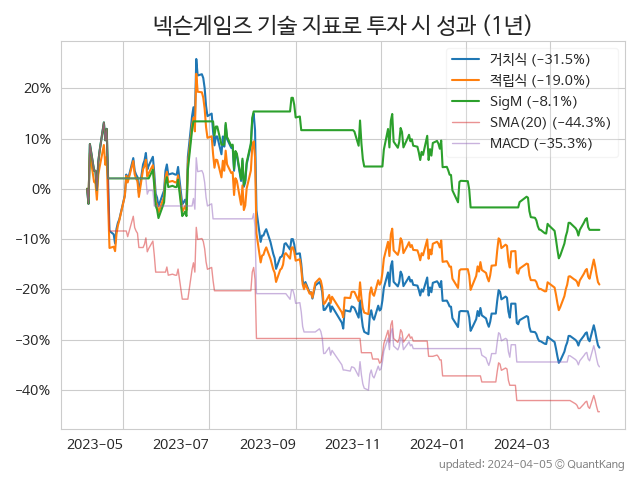 넥슨게임즈 기술 지표로 투자 시 성과 (1년)
거치식 (−31.5%)
적립식 (−19.0%)
SigM (−8.1%)
SMA(20) (−44.3%)
MACD (−35.3%)
20%
10%
0%
−10%
−20%
−30%
−40%
2023−05 2023−07 2023−09 2023−11 2024−01 2024−03
updated: 2024−04−05 © QuantKang